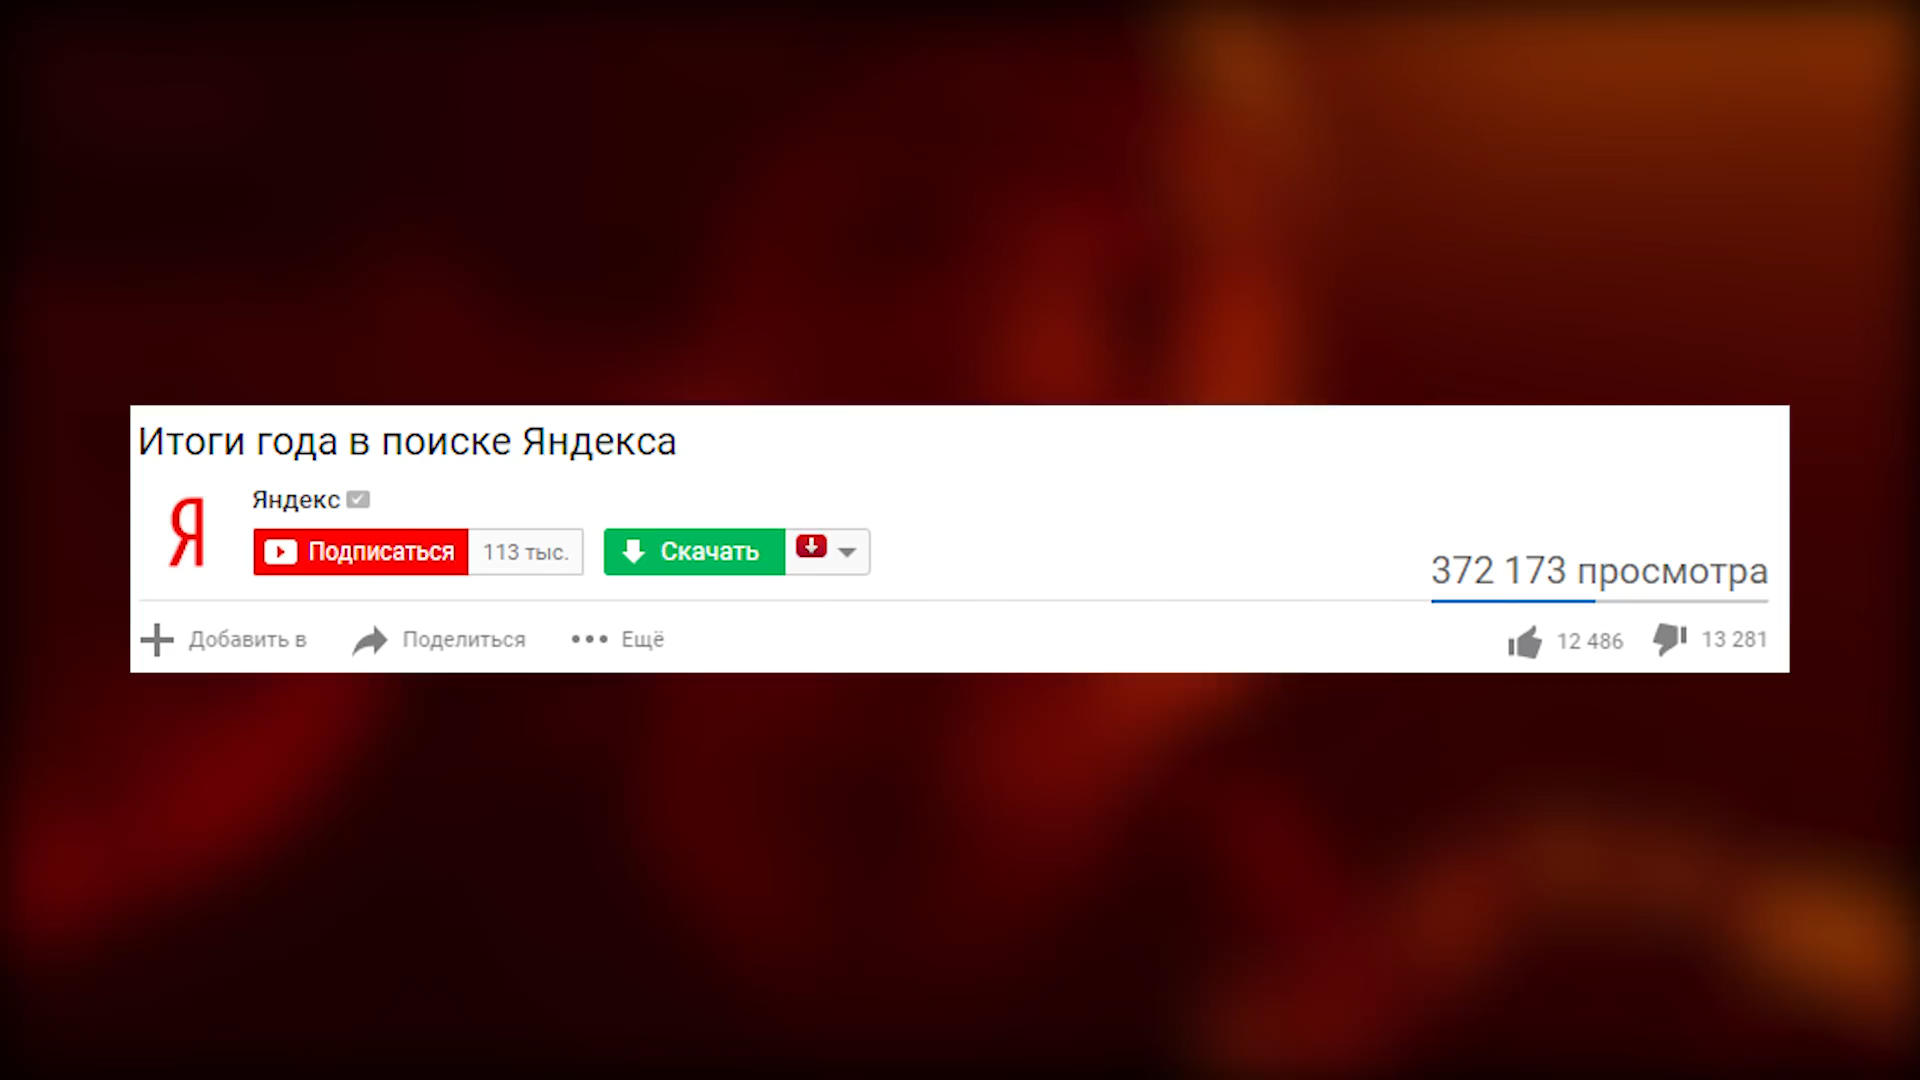 Итоги года в поиске Яндекса
Я
Яндекс
Подписаться 113 тыс. Скачать
372 173 просмотра
Добавить в Поделиться Ещё 12 486 13 281